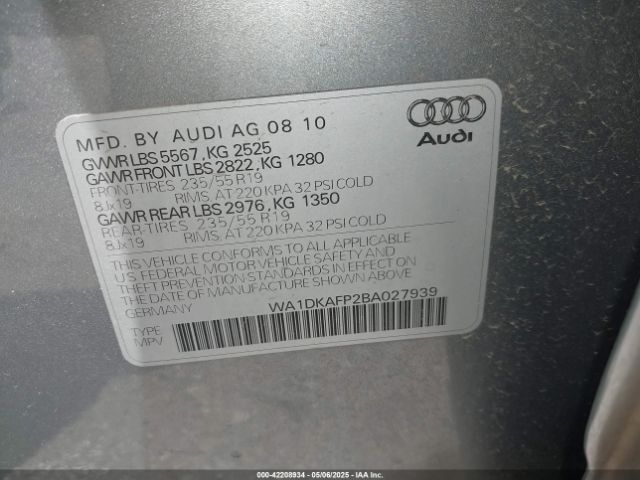 MFD. BY AUDI AG 08 10
GVWR LBS 5567, KG 2525
GAWR FRONT LBS 2822, KG 1280
FRONT-TIRES 235/55 R19
8Jx19 RIMS, AT 220 KPA 32 PSI COLD
GAWR REAR LBS 2976, KG 1350
REAR-TIRES 235/55 R19
8Jx19 RIMS, AT 220 KPA 32 PSI COLD
THIS VEHICLE CONFORMS TO ALL APPLICABLE
US FEDERAL MOTOR VEHICLE SAFETY AND
THEFT PREVENTION STANDARDS IN EFFECT ON
THE DATE OF MANUFACTURE SHOWN ABOVE
GERMANY WA1DKAFP2BA027939
TYPE
MPV
Audi
000-42208934 - 05/06/2025 - IAA Inc.